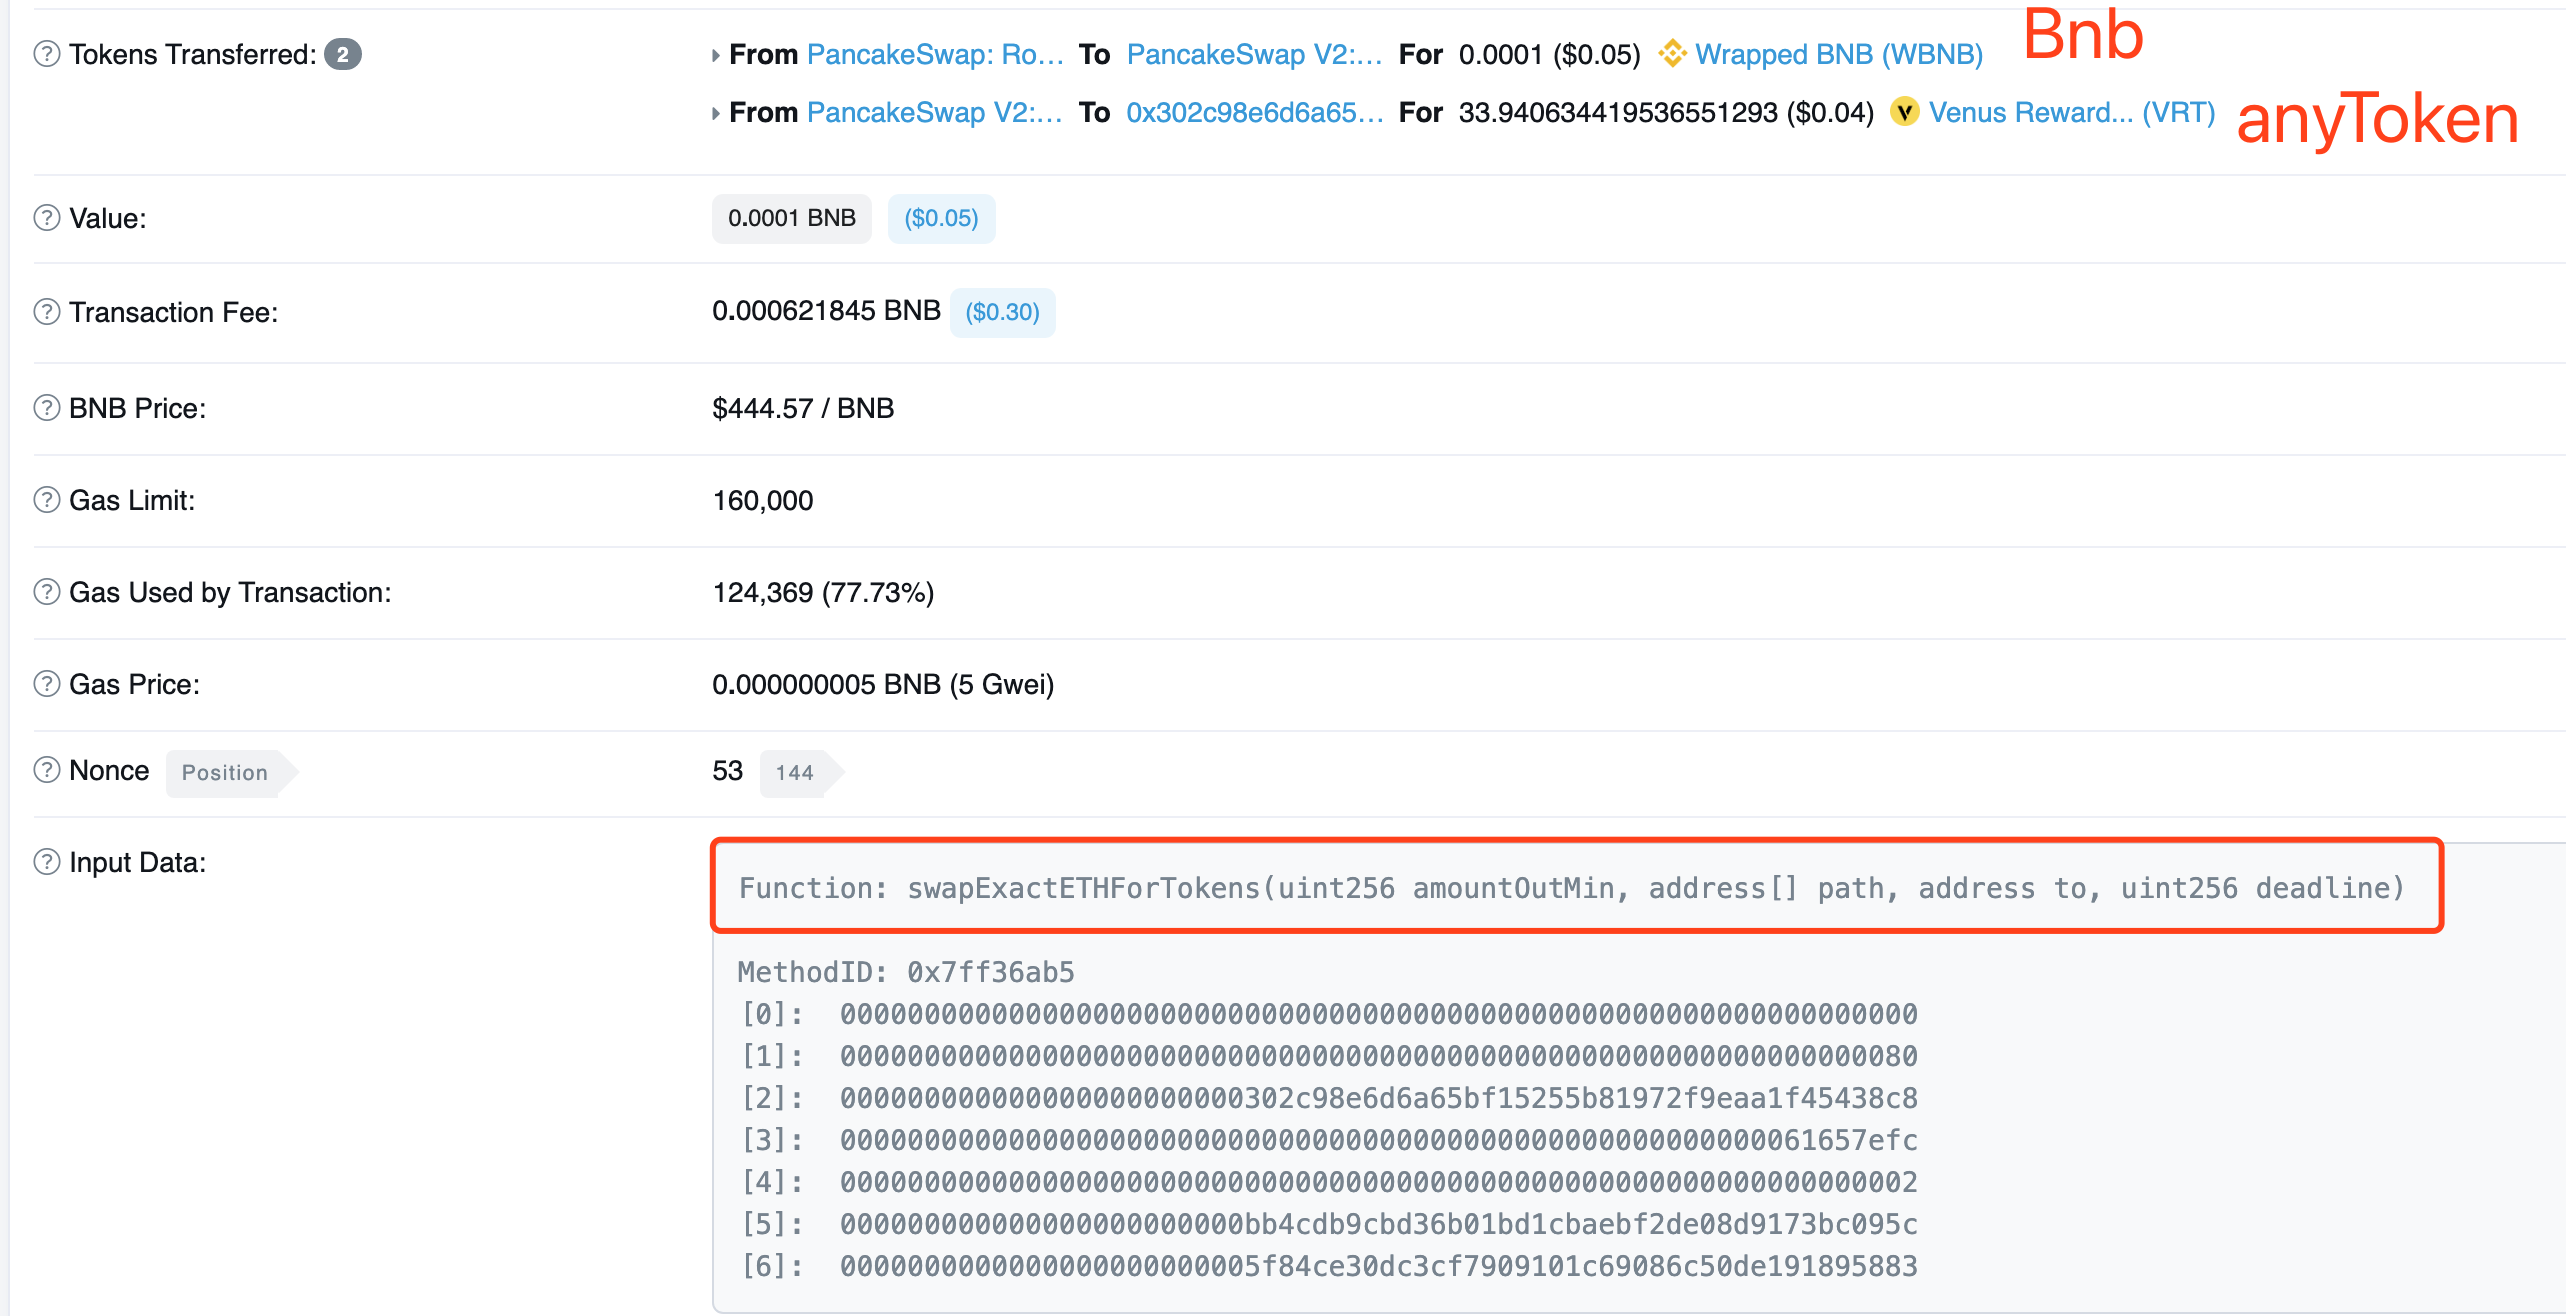 Bnb
Tokens Transferred: 2 From PancakeSwap: Ro... To PancakeSwap V2:... For 0.0001 ($0.05) Wrapped BNB (WBNB)
From PancakeSwap V2:... To 0x302c98e6d6a65... For 33.940634419536551293 ($0.04) Venus Reward... (VRT) anyToken
Value: 0.0001 BNB ($0.05)
Transaction Fee: 0.000621845 BNB ($0.30)
BNB Price: $444.57 / BNB
Gas Limit: 160,000
Gas Used by Transaction: 124,369 (77.73%)
Gas Price: 0.000000005 BNB (5 Gwei)
Nonce Position 53 144
Input Data:
Function: swapExactETHForTokens(uint256 amountOutMin, address[] path, address to, uint256 deadline)
MethodID: 0x7ff36ab5
[0]: 0000000000000000000000000000000000000000000000000000000000000000
[1]: 0000000000000000000000000000000000000000000000000000000000000080
[2]: 000000000000000000000000302c98e6d6a65bf15255b81972f9eaa1f45438c8
[3]: 0000000000000000000000000000000000000000000000000000000061657efc
[4]: 0000000000000000000000000000000000000000000000000000000000000002
[5]: 000000000000000000000000bb4cdb9cbd36b01bd1cbaebf2de08d9173bc095c
[6]: 0000000000000000000000005f84ce30dc3cf7909101c69086c50de191895883